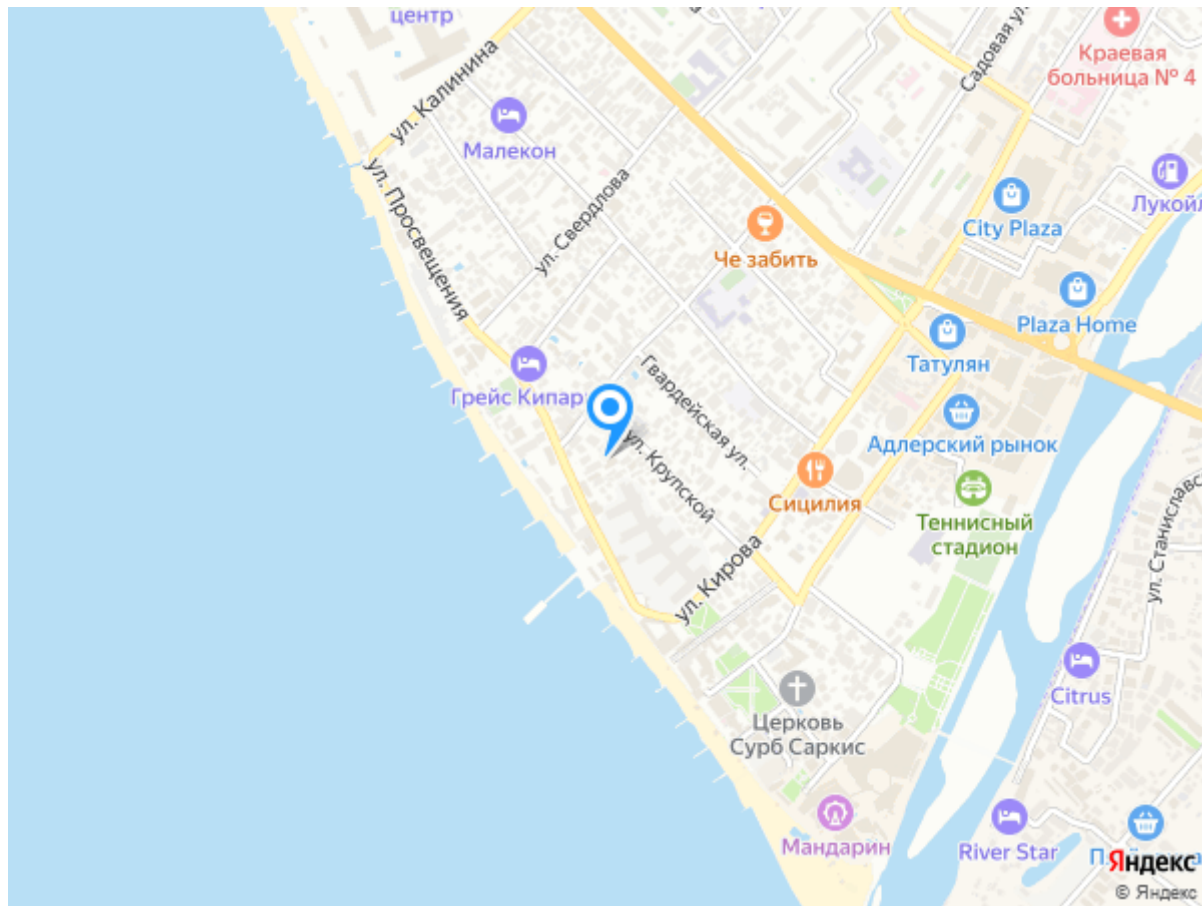 центр
ул. Калинина
Малекон
ул. Просвещения
ул. Свердлова
Садовая ул.
Краевая
больница № 4
Лукойл
City Plaza
Че забить
Plaza Home
Татулян
Грейс Кипар
Гвардейская ул.
ул. Крупской
Адлерский рынок
Сицилия
Теннисный
стадион
ул. Станиславс
ул. Кирова
Citrus
Церковь
Сурб Саркис
Мандарин
River Star
Яндекс
© Яндекс